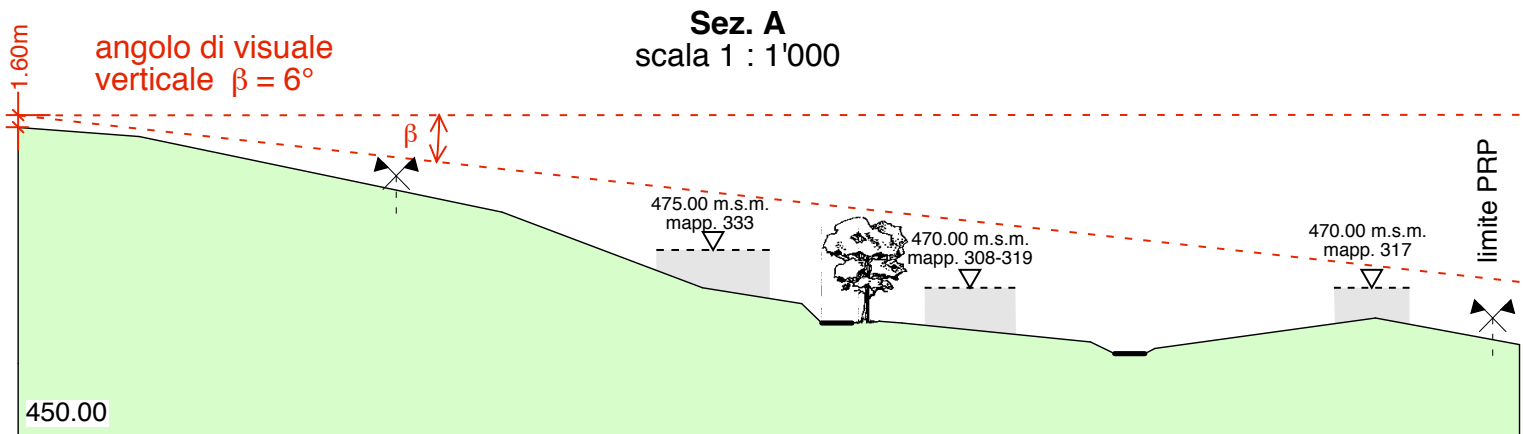 Sez. A
scala 1 : 1'000
1.60m
angolo di visuale
verticale β = 6°
β
475.00 m.s.m.
mapp. 333
470.00 m.s.m.
mapp. 308-319
470.00 m.s.m.
mapp. 317
limite PRP
450.00